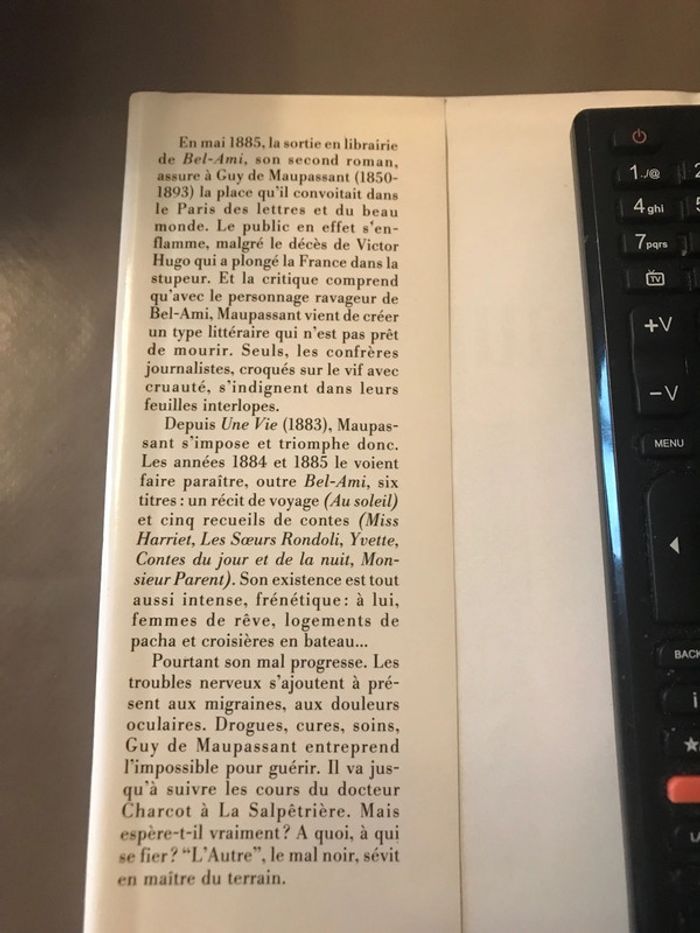 En mai 1885, la sortie en librairie
de Bel-Ami, son second roman,
assure à Guy de Maupassant (1850-
1893) la place qu'il convoitait dans
le Paris des lettres et du beau
monde. Le public en effet s'en-
flamme, malgré le décès de Victor
Hugo qui a plongé la France dans la
stupeur. Et la critique comprend
qu'avec le personnage ravageur de
Bel-Ami, Maupassant vient de créer
un type littéraire qui n'est pas prêt
de mourir. Seuls, les confrères
journalistes, croqués sur le vif avec
cruauté, s'indignent dans leurs
feuilles interlopes.
Depuis Une Vie (1883), Maupas-
sant s'impose et triomphe donc.
Les années 1884 et 1885 le voient
faire paraître, outre Bel-Ami, six
titres : un récit de voyage (Au soleil)
et cinq recueils de contes (Miss
Harriet, Les Sœurs Rondoli, Yvette,
Contes du jour et de la nuit, Mon-
sieur Parent). Son existence est tout
aussi intense, frénétique : à lui,
femmes de rêve, logements de
pacha et croisières en bateau...
Pourtant son mal progresse. Les
troubles nerveux s'ajoutent à pré-
sent aux migraines, aux douleurs
oculaires. Drogues, cures, soins,
Guy de Maupassant entreprend
l'impossible pour guérir. Il va jus-
qu'à suivre les cours du docteur
Charcot à La Salpêtrière. Mais
espère-t-il vraiment ? A quoi, à qui
se fier ? "L'Autre", le mal noir, sévit
en maître du terrain.
1 ./@
4 ghi
7 pqrs
TV
+V
−V
MENU
BACK
i